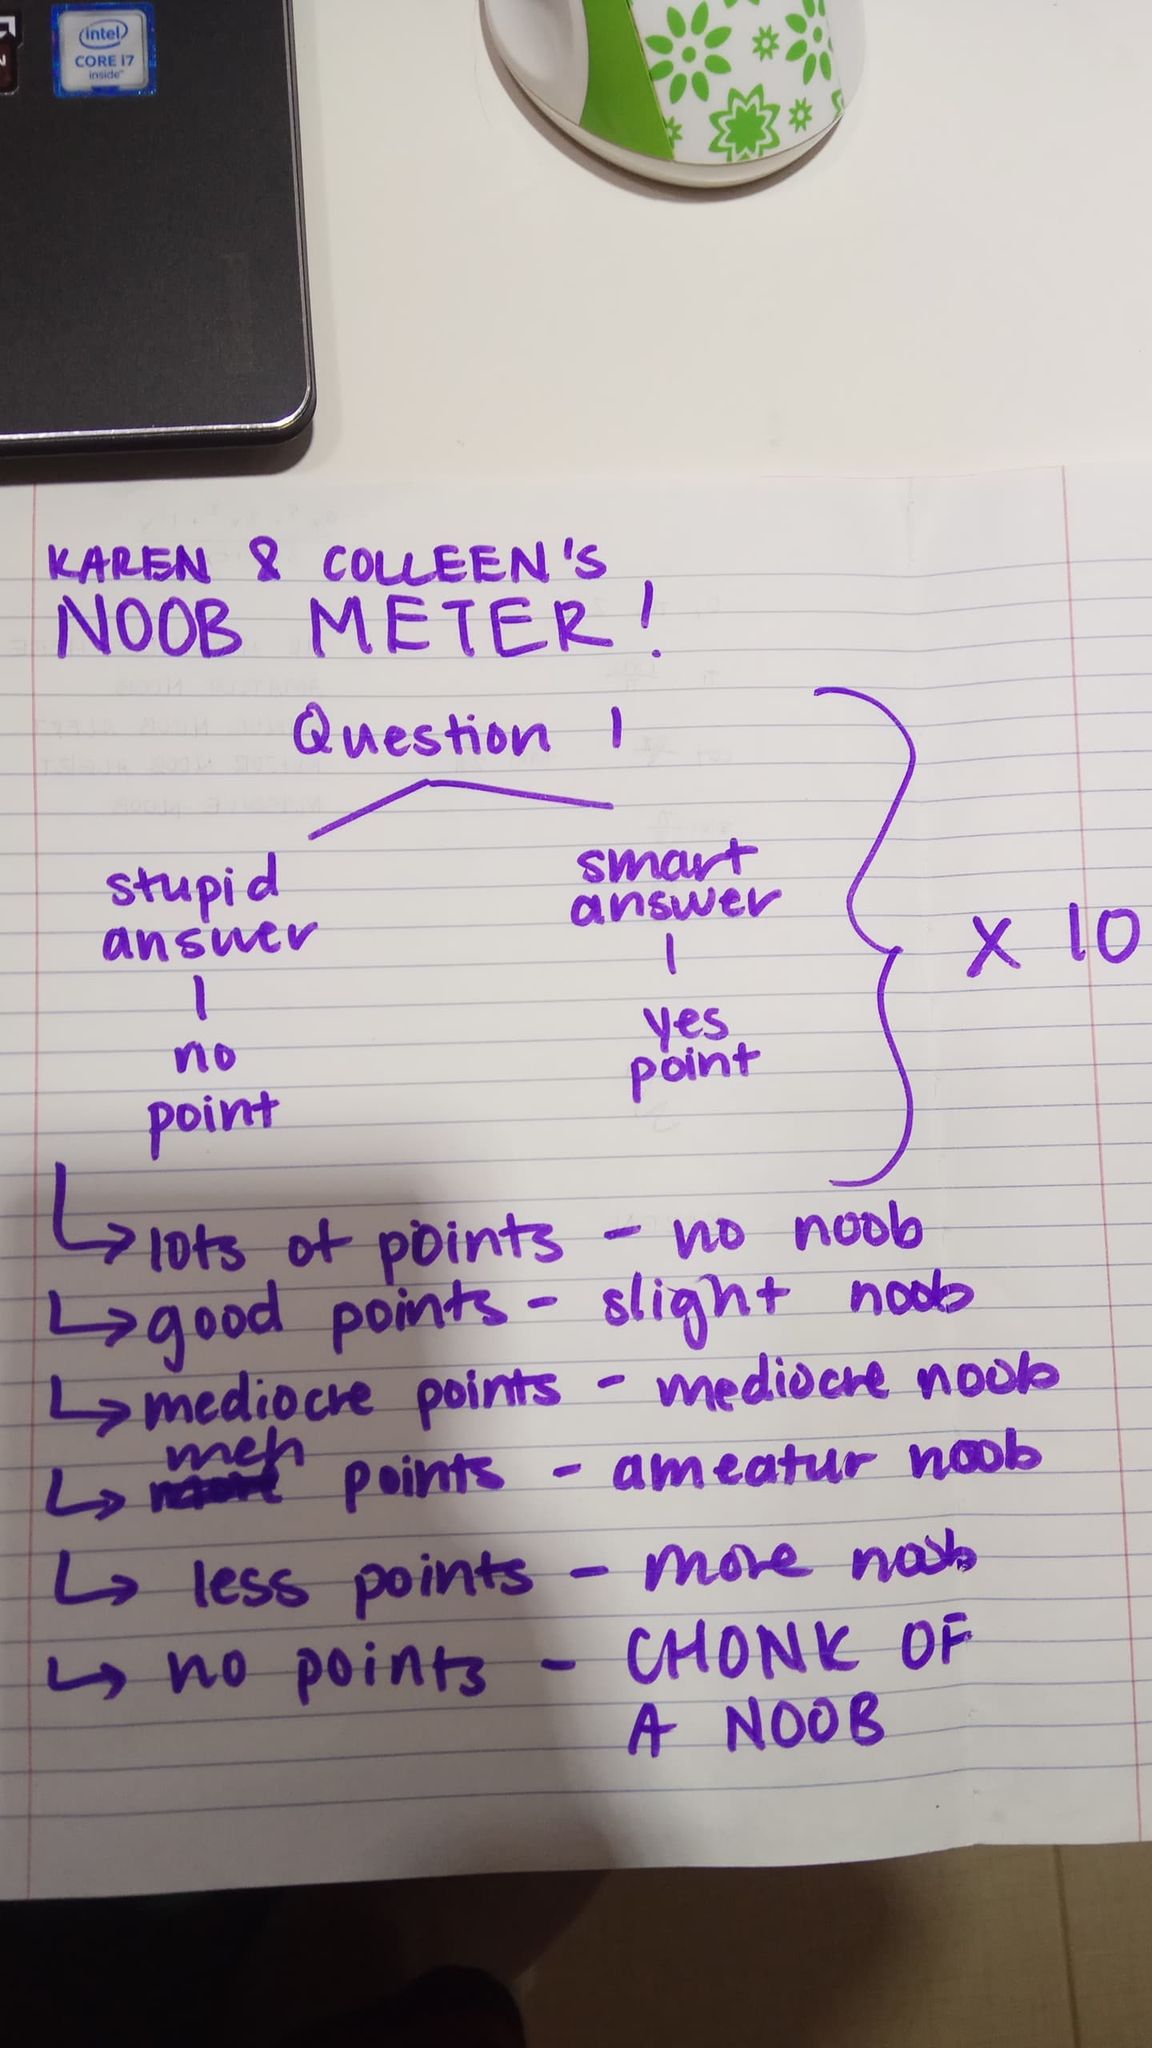 intel
CORE i7
inside
N
KAREN & COLLEEN'S
NOOB METER!
Question 1
stupid
answer
no
point
smart
answer
yes
point
x 10
lots of points - no noob
good points - slight noob
mediocre points - mediocre noob
meh points - ameatur noob
less points - more noob
no points - CHONK OF
A NOOB